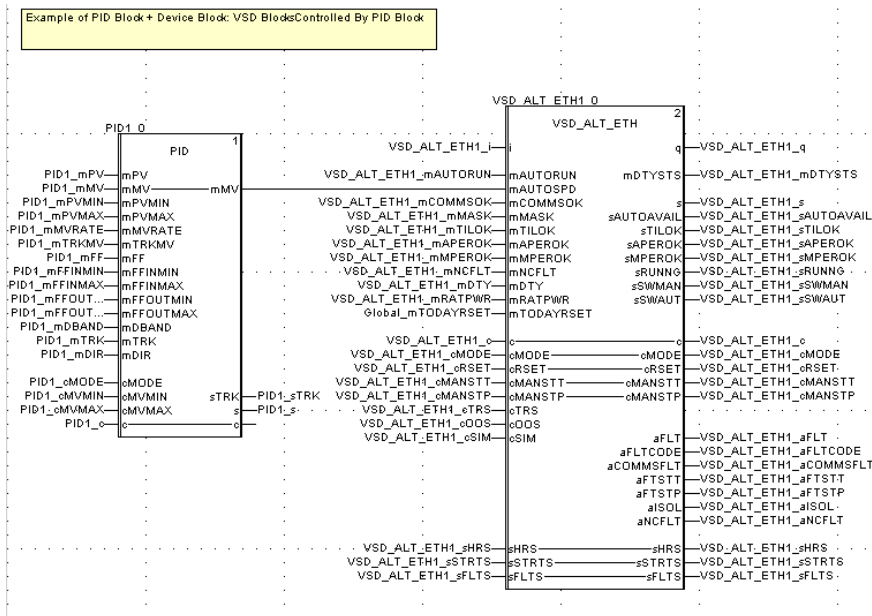 Example of PID Block + Device Block: VSD BlocksControlled By PID Block
VSD_ALT_ETH1_0
2
VSD_ALT_ETH
PID1_0
1
PID
VSD_ALT_ETH1_i i q VSD_ALT_ETH1_q
PID1_mPV mPV VSD_ALT_ETH1_mAUTORUN mAUTORUN mDTYSTS VSD_ALT_ETH1_mDTYSTS
PID1_mMV mMV mMV mAUTOSPD
PID1_mPVMIN mPVMIN VSD_ALT_ETH1_mCOMMSOK mCOMMSOK s VSD_ALT_ETH1_s
PID1_mPVMAX mPVMAX VSD_ALT_ETH1_mMASK mMASK sAUTOAVAIL VSD_ALT_ETH1_sAUTOAVAIL
PID1_mMVRATE mMVRATE VSD_ALT_ETH1_mTILOK mTILOK sTILOK VSD_ALT_ETH1_sTILOK
PID1_mTRKMV mTRKMV VSD_ALT_ETH1_mAPEROK mAPEROK sAPEROK VSD_ALT_ETH1_sAPEROK
PID1_mFF mFF VSD_ALT_ETH1_mMPEROK mMPEROK sMPEROK VSD_ALT_ETH1_sMPEROK
PID1_mFFINMIN mFFINMIN VSD_ALT_ETH1_mNCFLT mNCFLT sRUNNG VSD_ALT_ETH1_sRUNNG
PID1_mFFINMAX mFFINMAX VSD_ALT_ETH1_mDTY mDTY sSWMAN VSD_ALT_ETH1_sSWMAN
PID1_mFFOUT... mFFOUTMIN VSD_ALT_ETH1_mRATPWR mRATPWR sSWAUT VSD_ALT_ETH1_sSWAUT
PID1_mFFOUT... mFFOUTMAX Global_mTODAYRSET mTODAYRSET
PID1_mDBAND mDBAND
PID1_mTRK mTRK VSD_ALT_ETH1_c c c VSD_ALT_ETH1_c
PID1_mDIR mDIR VSD_ALT_ETH1_cMODE cMODE cMODE VSD_ALT_ETH1_cMODE
VSD_ALT_ETH1_cRSET cRSET cRSET VSD_ALT_ETH1_cRSET
PID1_cMODE cMODE VSD_ALT_ETH1_cMANSTT cMANSTT cMANSTT VSD_ALT_ETH1_cMANSTT
PID1_cMVMIN cMVMIN sTRK PID1_sTRK VSD_ALT_ETH1_cMANSTP cMANSTP cMANSTP VSD_ALT_ETH1_cMANSTP
PID1_cMVMAX cMVMAX s PID1_s VSD_ALT_ETH1_cTRS cTRS
PID1_c c c VSD_ALT_ETH1_cOOS cOOS
VSD_ALT_ETH1_cSIM cSIM aFLT VSD_ALT_ETH1_aFLT
aFLTCODE VSD_ALT_ETH1_aFLTCODE
aCOMMSFLT VSD_ALT_ETH1_aCOMMSFLT
aFTSTT VSD_ALT_ETH1_aFTSTT
aFTSTP VSD_ALT_ETH1_aFTSTP
aISOL VSD_ALT_ETH1_aISOL
aNCFLT VSD_ALT_ETH1_aNCFLT
VSD_ALT_ETH1_sHRS sHRS sHRS VSD_ALT_ETH1_sHRS
VSD_ALT_ETH1_sSTRTS sSTRTS sSTRTS VSD_ALT_ETH1_sSTRTS
VSD_ALT_ETH1_sFLTS sFLTS sFLTS VSD_ALT_ETH1_sFLTS